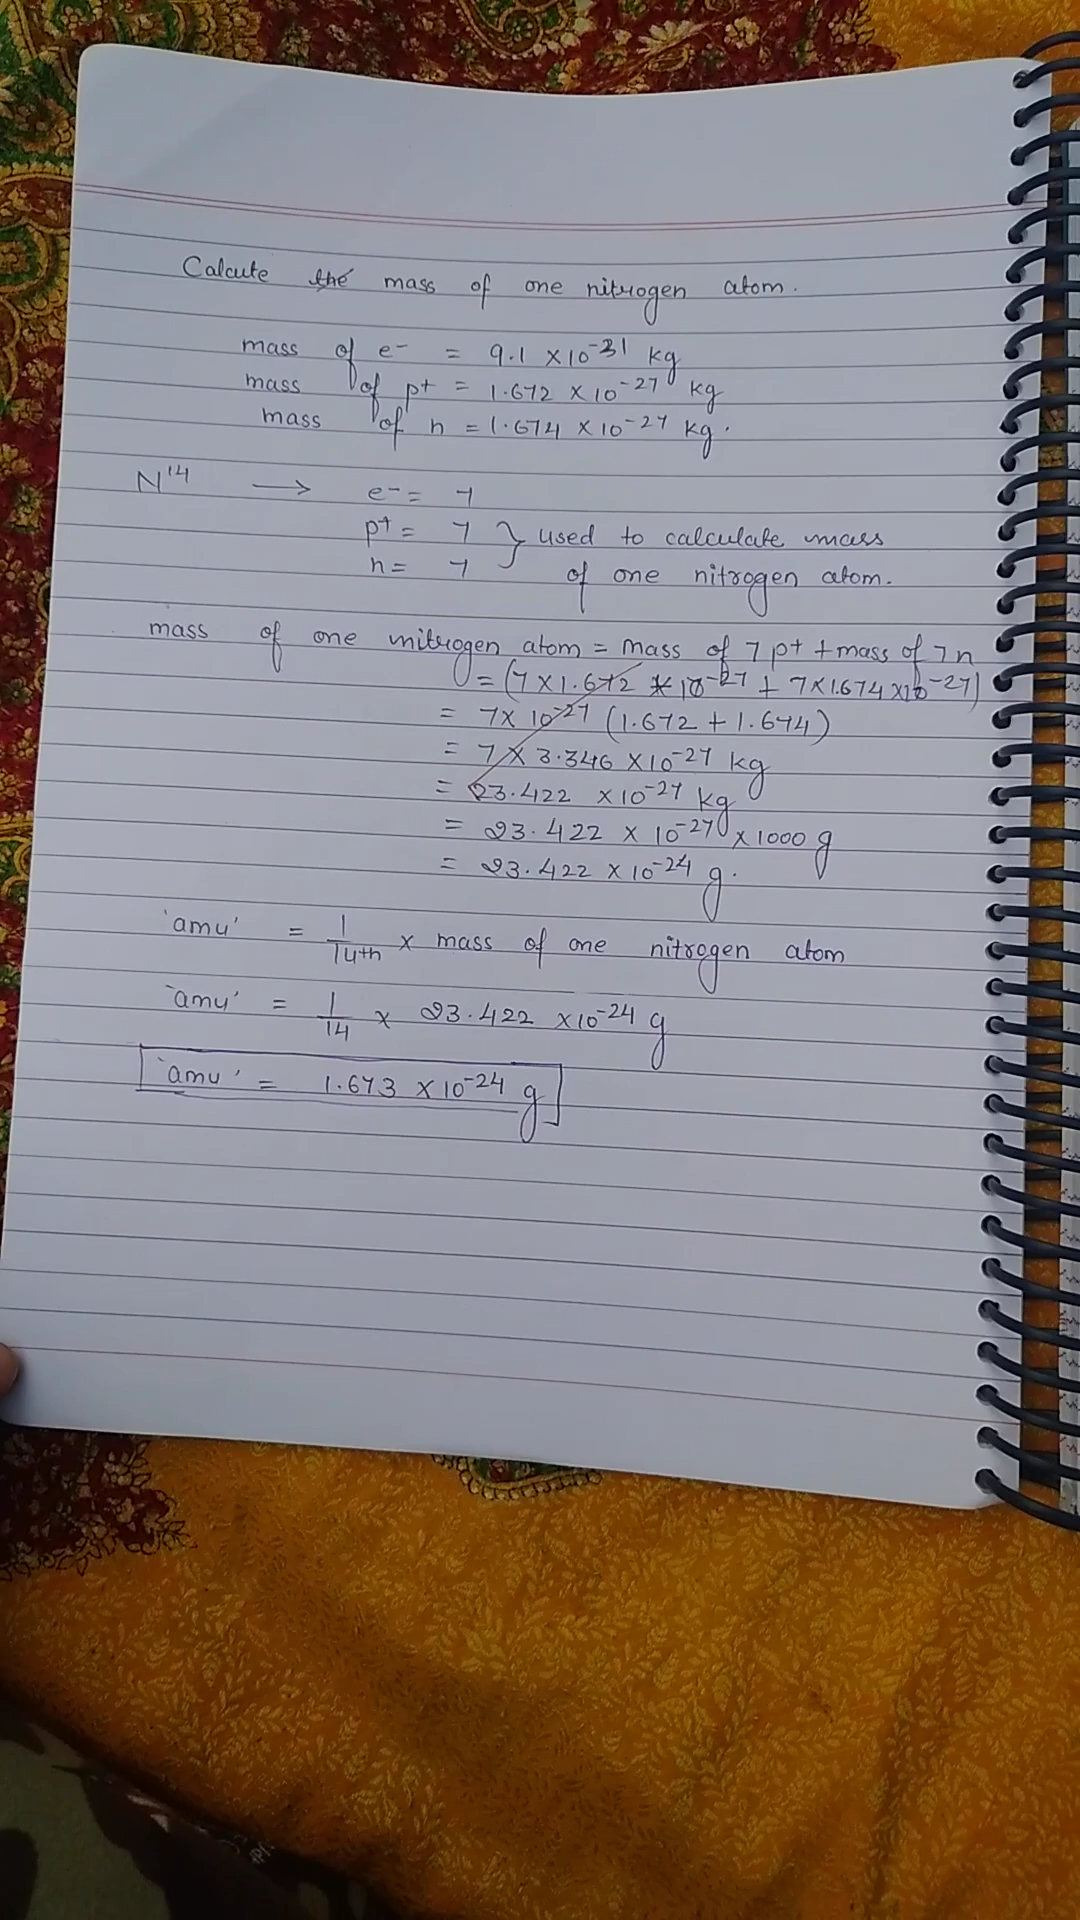 Calcute the mass of one nitrogen atom.
mass of e⁻ = 9.1 ×10⁻³¹ kg
mass of p⁺ = 1.672 ×10⁻²⁷ kg
mass of n = 1.674 ×10⁻²⁷ kg.
N¹⁴ → e⁻ = 7
p⁺ = 7 } used to calculate mass
n = 7 of one nitrogen atom.
mass of one nitrogen atom = mass of 7 p⁺ + mass of 7 n
= (7×1.672 × 10⁻²⁷ + 7×1.674×10⁻²⁷)
= 7× 10⁻²⁷ (1.672 + 1.674)
= 7 × 3.346 ×10⁻²⁷ kg
= 23.422 ×10⁻²⁷ kg
= 23.422 × 10⁻²⁷ × 1000 g
= 23.422 × 10⁻²⁴ g.
'amu' = 1/14th × mass of one nitrogen atom
'amu' = 1/14 × 23.422 ×10⁻²⁴ g
'amu' = 1.673 ×10⁻²⁴ g